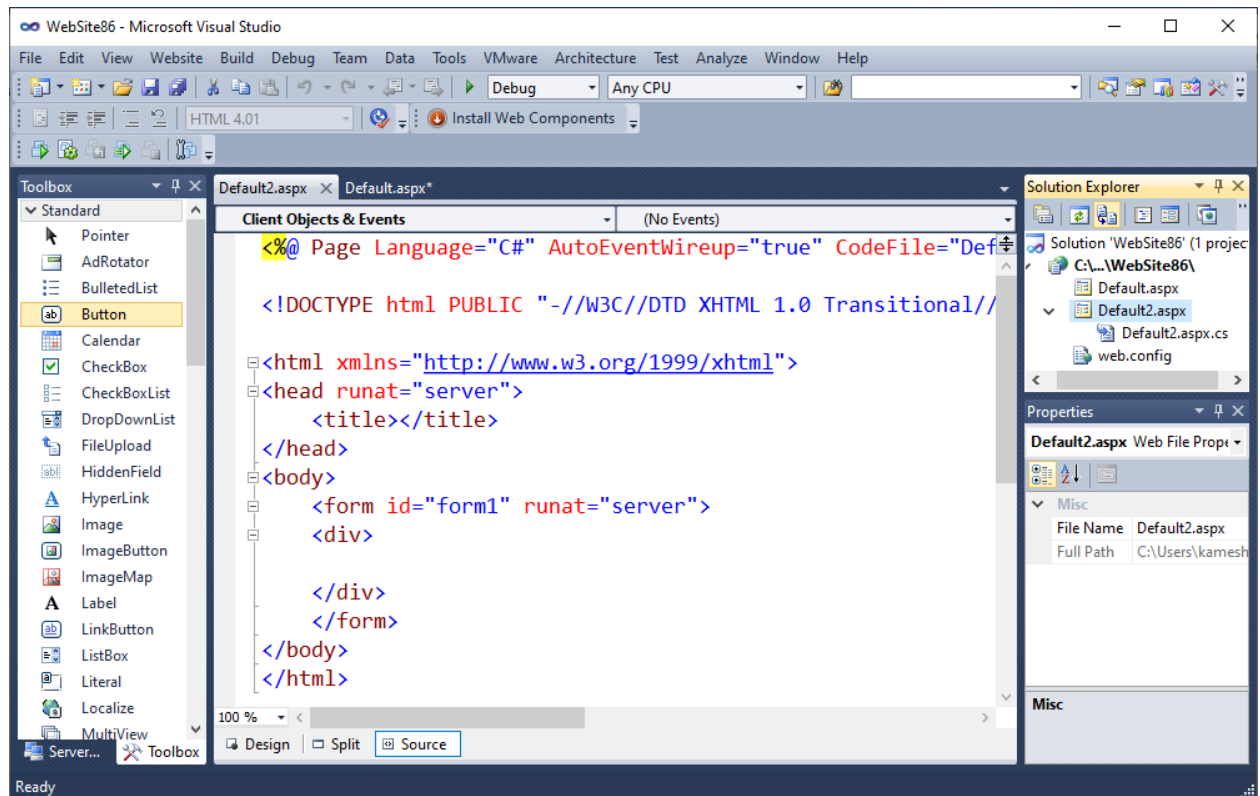 WebSite86 - Microsoft Visual Studio
File Edit View Website Build Debug Team Data Tools VMware Architecture Test Analyze Window Help
Debug Any CPU
HTML 4.01 Install Web Components
Toolbox
Standard
Pointer
AdRotator
BulletedList
Button
Calendar
CheckBox
CheckBoxList
DropDownList
FileUpload
HiddenField
HyperLink
Image
ImageButton
ImageMap
Label
LinkButton
ListBox
Literal
Localize
MultiView
Server... Toolbox
Default2.aspx Default.aspx*
Client Objects & Events (No Events)
<%@ Page Language="C#" AutoEventWireup="true" CodeFile="Def
<!DOCTYPE html PUBLIC "-//W3C//DTD XHTML 1.0 Transitional//
<html xmlns="http://www.w3.org/1999/xhtml">
<head runat="server">
<title></title>
</head>
<body>
<form id="form1" runat="server">
<div>
</div>
</form>
</body>
</html>
100 %
Design Split Source
Solution Explorer
Solution 'WebSite86' (1 projec
C:\...\WebSite86\
Default.aspx
Default2.aspx
Default2.aspx.cs
web.config
Properties
Default2.aspx Web File Prope
Misc
File Name Default2.aspx
Full Path C:\Users\kamesh
Misc
Ready